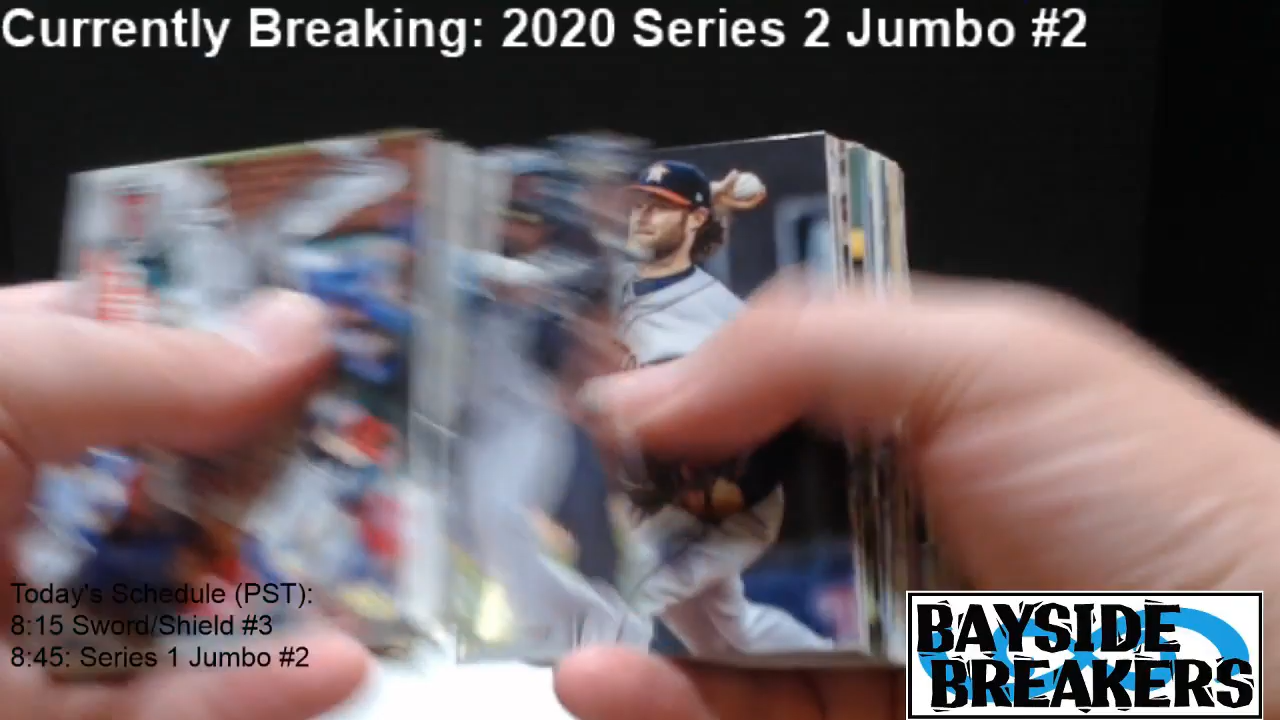 Currently Breaking: 2020 Series 2 Jumbo #2
Today's Schedule (PST):
8:15 Sword/Shield #3
8:45: Series 1 Jumbo #2
BAYSIDE
BREAKERS